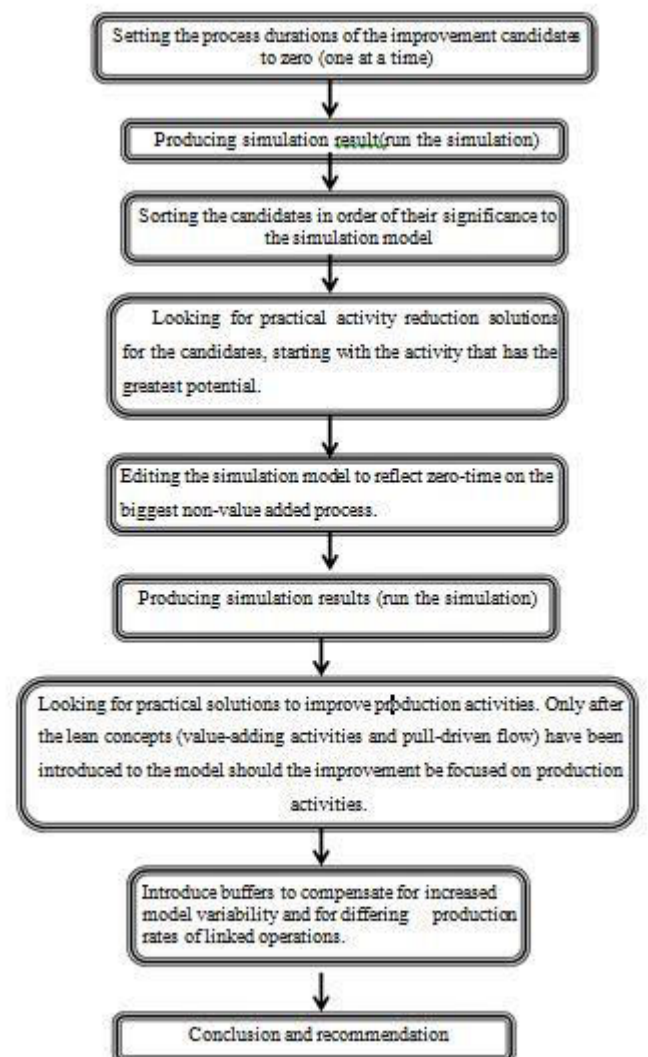 Setting the process durations of the improvement candidates
to zero (one at a time)
Producing simulation result(run the simulation)
Sorting the candidates in order of their significance to
the simulation model
Looking for practical activity reduction solutions
for the candidates, starting with the activity that has the
greatest potential.
Editing the simulation model to reflect zero-time on the
biggest non-value added process.
Producing simulation results (run the simulation)
Looking for practical solutions to improve production activities. Only after
the lean concepts (value-adding activities and pull-driven flow) have been
introduced to the model should the improvement be focused on production
activities.
Introduce buffers to compensate for increased
model variability and for differing production
rates of linked operations.
Conclusion and recommendation